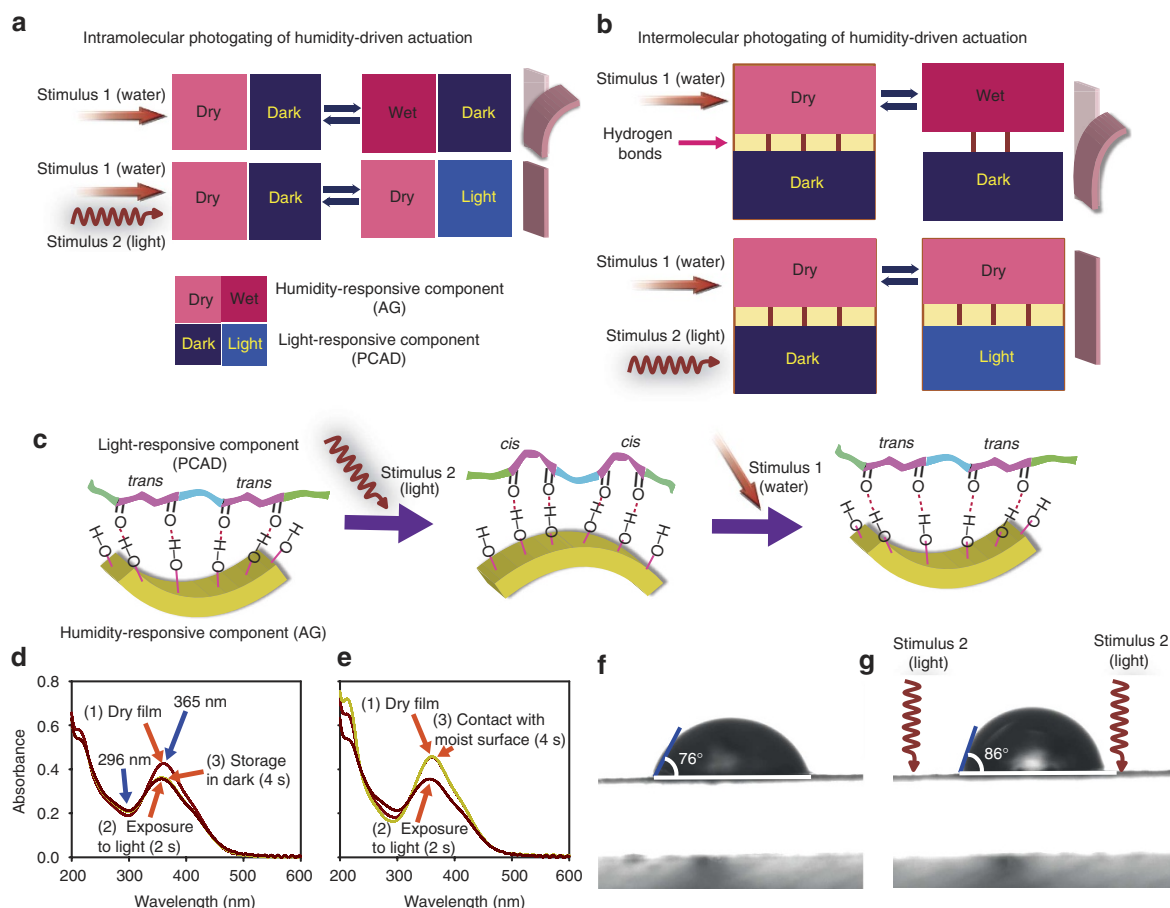 a
Intramolecular photogating of humidity-driven actuation
Stimulus 1 (water)
Dry
Dark
Wet
Dark
Stimulus 1 (water)
Dry
Dark
Dry
Light
Stimulus 2 (light)
Dry
Wet
Humidity-responsive component
(AG)
Dark
Light
Light-responsive component
(PCAD)
b
Intermolecular photogating of humidity-driven actuation
Stimulus 1 (water)
Dry
Wet
Hydrogen
bonds
Dark
Dark
Stimulus 1 (water)
Dry
Dry
Stimulus 2 (light)
Dark
Light
c
Light-responsive component
(PCAD)
trans
trans
O
O
O
O
H–O
H–O
H–O
H–O
H–O
Humidity-responsive component (AG)
Stimulus 2
(light)
cis
cis
O
O
O
O
H–O
H–O
H–O
H–O
H–O
H–O
Stimulus 1
(water)
trans
trans
O
O
O
O
H–O
H–O
H–O
H–O
H–O
d
Absorbance
0.8
0.6
0.4
0.2
0.0
(1) Dry film
365 nm
296 nm
(3) Storage
in dark (4 s)
(2) Exposure
to light (2 s)
200
300
400
500
600
Wavelength (nm)
e
(1) Dry film
(3) Contact with
moist surface (4 s)
(2) Exposure
to light (2 s)
200
300
400
500
600
Wavelength (nm)
f
76°
g
Stimulus 2
(light)
Stimulus 2
(light)
86°